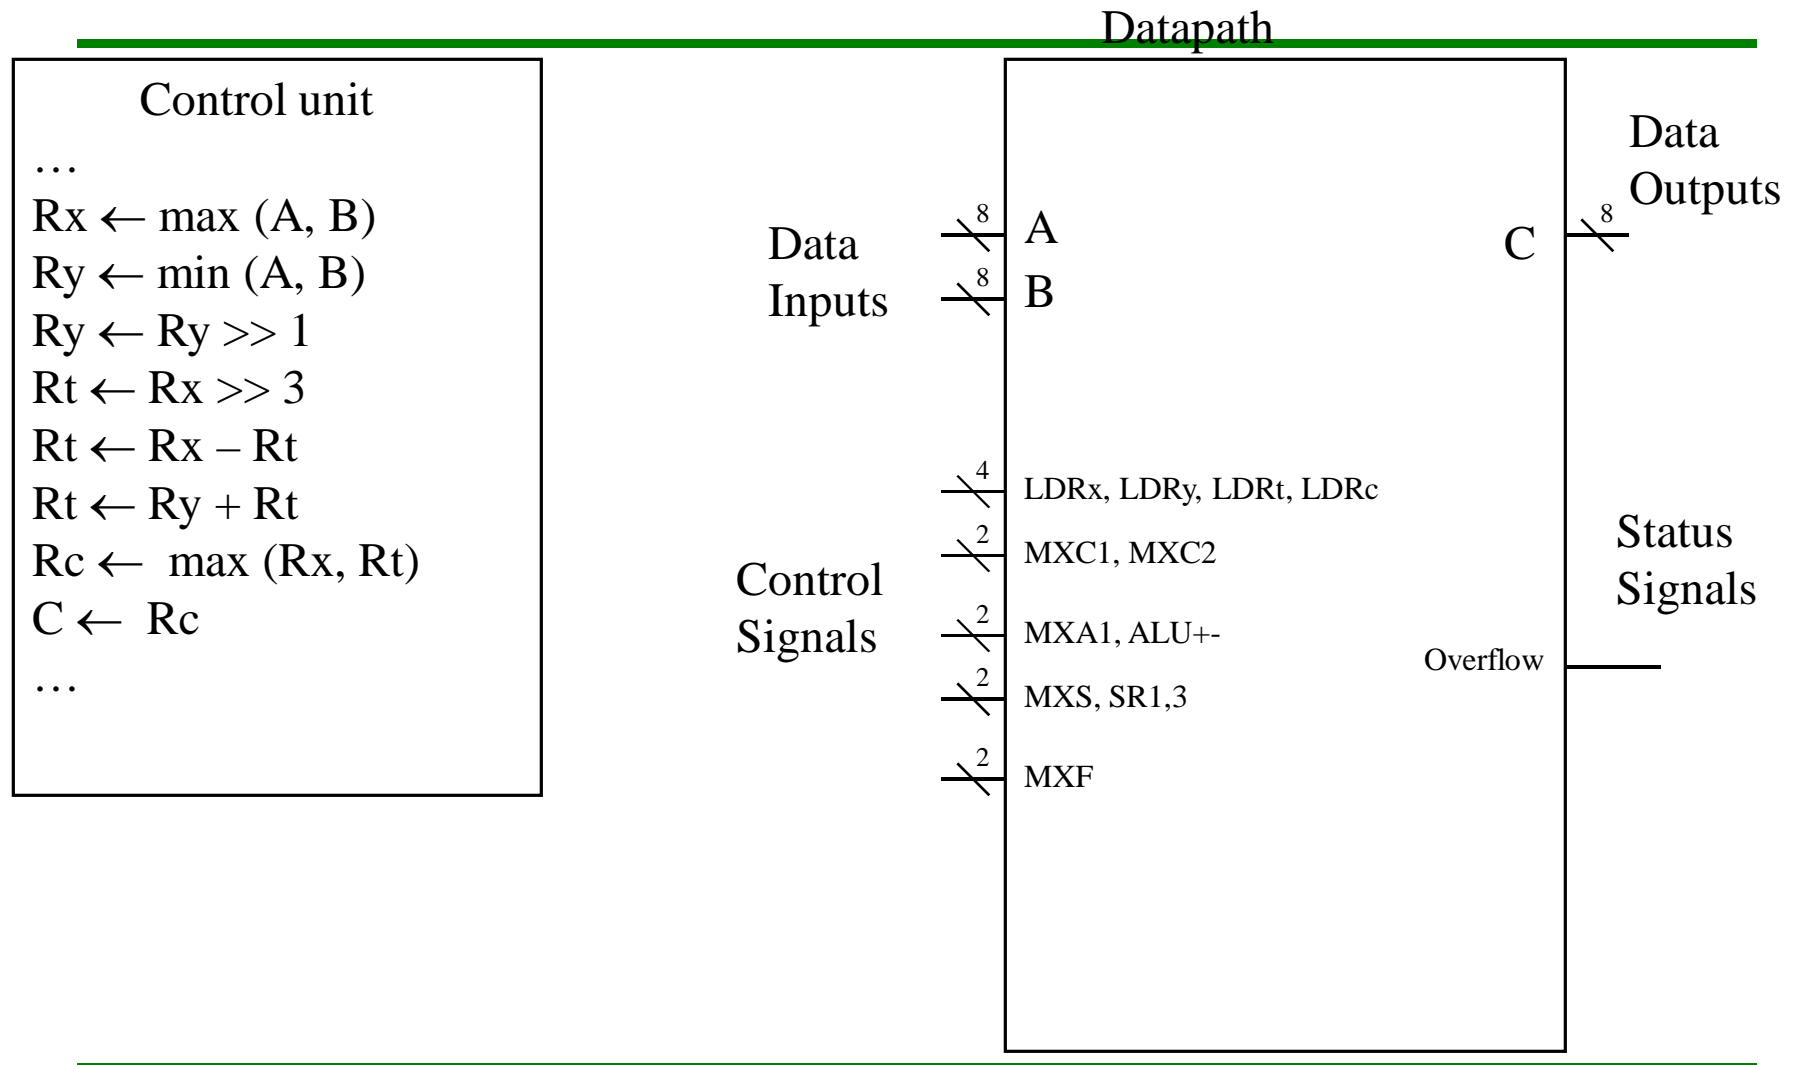 Datapath
Control unit
…
Rx ← max (A, B)
Ry ← min (A, B)
Ry ← Ry >> 1
Rt ← Rx >> 3
Rt ← Rx – Rt
Rt ← Ry + Rt
Rc ← max (Rx, Rt)
C ← Rc
…
Data
Inputs
8
A
8
B
C
8
Data
Outputs
Control
Signals
4
LDRx, LDRy, LDRt, LDRc
2
MXC1, MXC2
2
MXA1, ALU+-
2
MXS, SR1,3
2
MXF
Status
Signals
Overflow